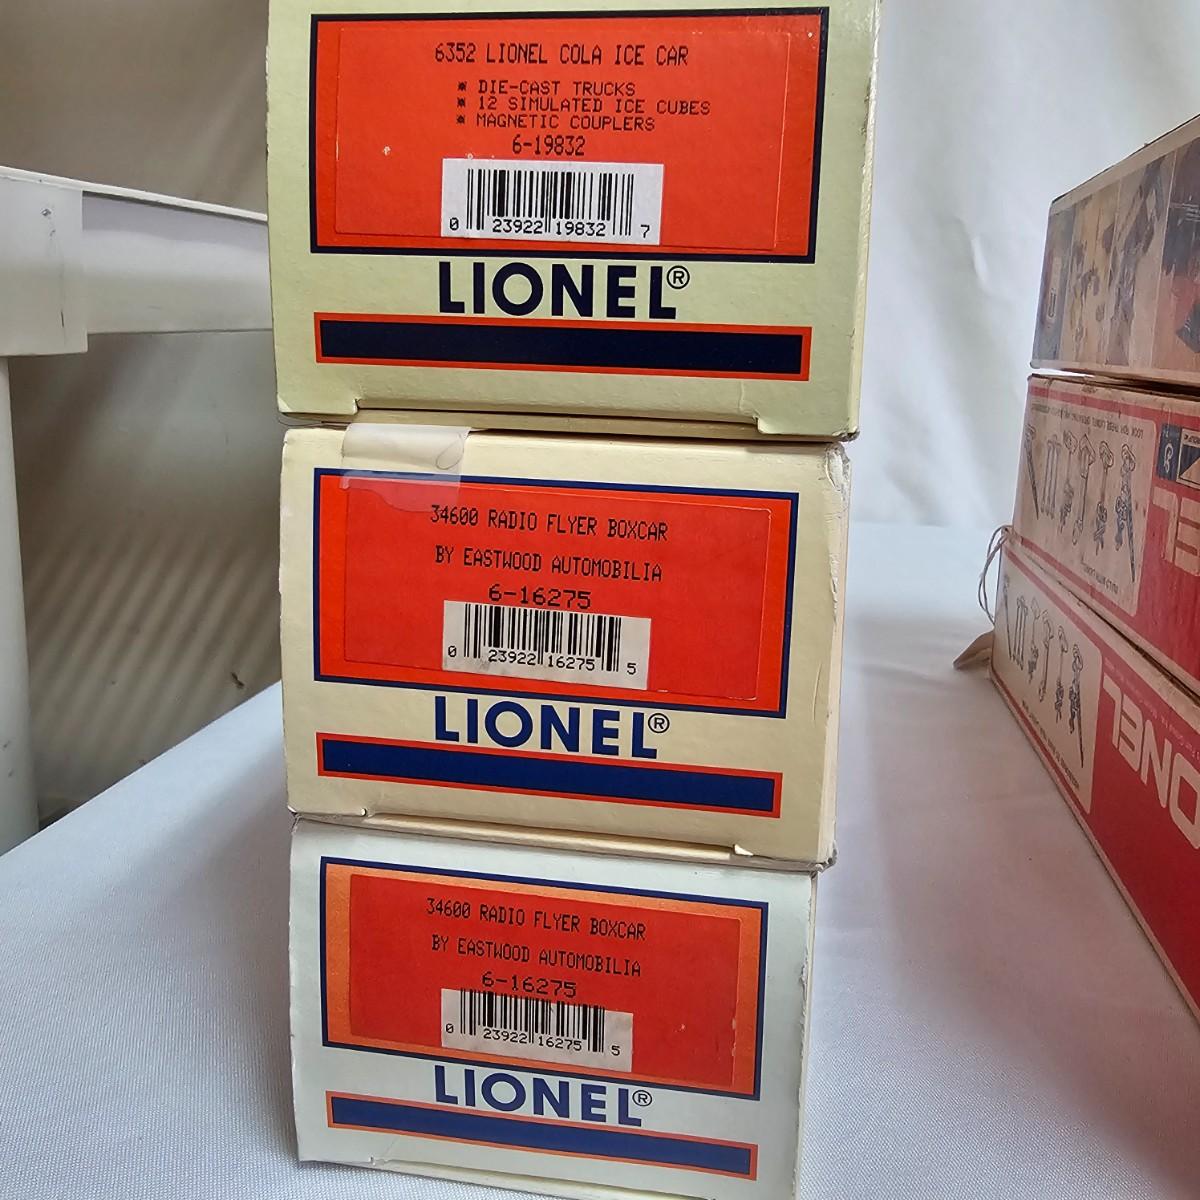 6352 LIONEL COLA ICE CAR
* DIE-CAST TRUCKS
* 12 SIMULATED ICE CUBES
* MAGNETIC COUPLERS
6-19832
0 23922 19832 7
LIONEL®
34600 RADIO FLYER BOXCAR
BY EASTWOOD AUTOMOBILIA
6-16275
0 23922 16275 5
LIONEL®
34600 RADIO FLYER BOXCAR
BY EASTWOOD AUTOMOBILIA
6-16275
0 23922 16275 5
LIONEL®